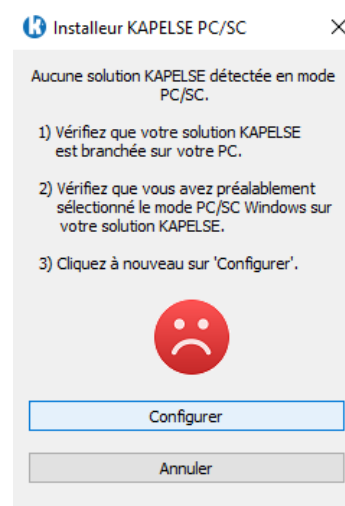 Installeur KAPELSE PC/SC
Aucune solution KAPELSE détectée en mode
PC/SC.
1) Vérifiez que votre solution KAPELSE
est branchée sur votre PC.
2) Vérifiez que vous avez préalablement
sélectionné le mode PC/SC Windows sur
votre solution KAPELSE.
3) Cliquez à nouveau sur 'Configurer'.
Configurer
Annuler